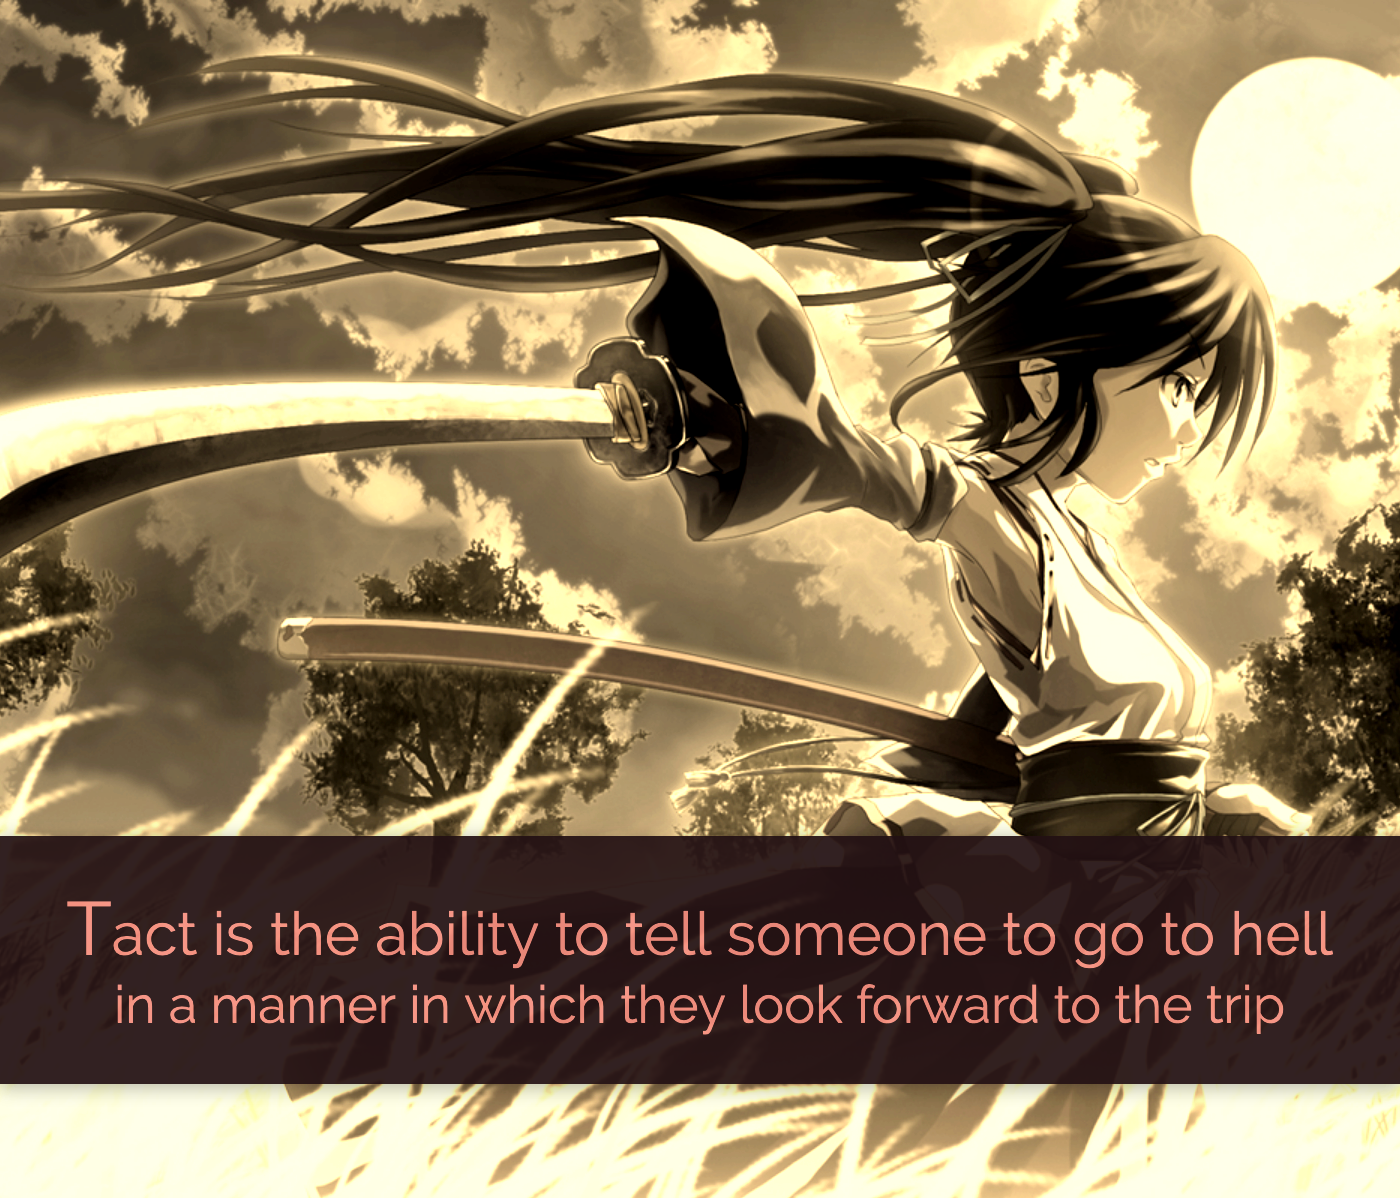 Tact is the ability to tell someone to go to hell
in a manner in which they look forward to the trip